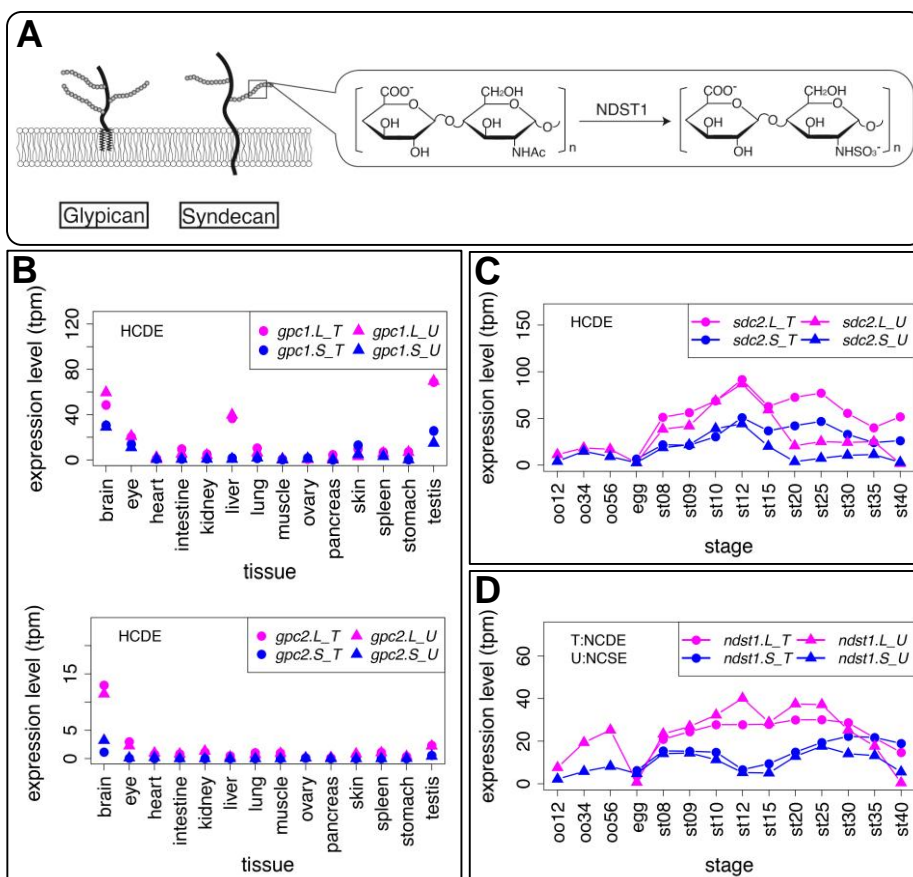 A
Glypican
Syndecan
COO-
OH
OH
CH2OH
OH
NHAc
n
NDST1
COO-
OH
OH
CH2OH
OH
NHSO3-
n
B
expression level (tpm)
120
80
40
0
HCDE
gpc1.L_T gpc1.L_U
gpc1.S_T gpc1.S_U
brain
eye
heart
intestine
kidney
liver
lung
muscle
ovary
pancreas
skin
spleen
stomach
testis
tissue
expression level (tpm)
15
5
0
HCDE
gpc2.L_T gpc2.L_U
gpc2.S_T gpc2.S_U
brain
eye
heart
intestine
kidney
liver
lung
muscle
ovary
pancreas
skin
spleen
stomach
testis
tissue
C
expression level (tpm)
150
100
50
0
HCDE
sdc2.L_T sdc2.L_U
sdc2.S_T sdc2.S_U
oo12
oo34
oo56
egg
st08
st09
st10
st12
st15
st20
st25
st30
st35
st40
stage
D
expression level (tpm)
60
40
20
0
T:NCDE
U:NCSE
ndst1.L_T ndst1.L_U
ndst1.S_T ndst1.S_U
oo12
oo34
oo56
egg
st08
st09
st10
st12
st15
st20
st25
st30
st35
st40
stage